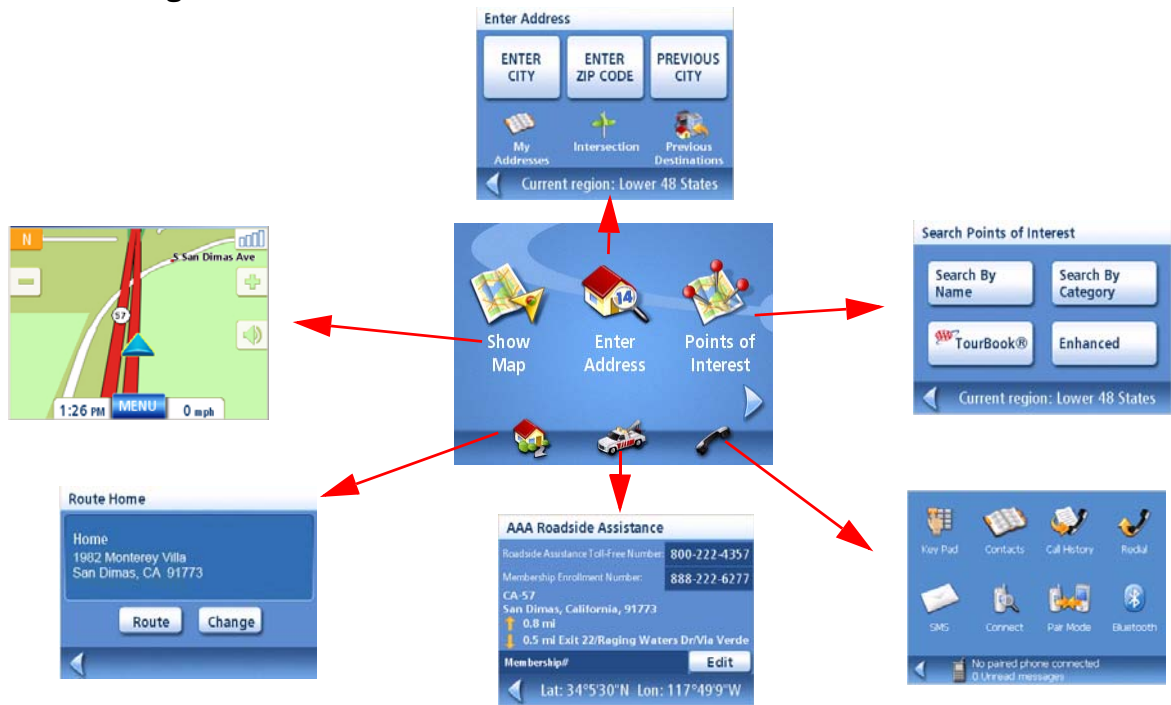 g
Enter Address
ENTER CITY
ENTER ZIP CODE
PREVIOUS CITY
My Addresses
Intersection
Previous Destinations
Current region: Lower 48 States
N
S San Dimas Ave
57
1:26 PM
MENU
0 mph
14
Show Map
Enter Address
Points of Interest
Search Points of Interest
Search By Name
Search By Category
AAA TourBook®
Enhanced
Current region: Lower 48 States
Route Home
Home
1982 Monterey Villa
San Dimas, CA 91773
Route
Change
AAA Roadside Assistance
Roadside Assistance Toll-Free Number: 800-222-4357
Membership Enrollment Number: 888-222-6277
CA-57
San Dimas, California, 91773
0.8 mi
0.5 mi Exit 22/Raging Waters Dr/Via Verde
Membership#
Edit
Lat: 34°5'30"N Lon: 117°49'9"W
Key Pad
Contacts
Call History
Redial
SMS
Connect
Pair Mode
Bluetooth
No paired phone connected
0 Unread messages